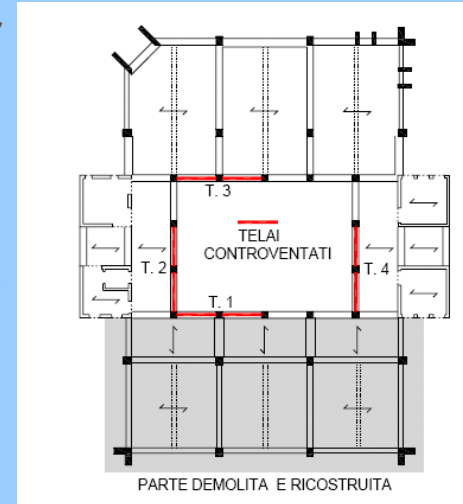 T. 3
TELAI
CONTROVENTATI
T. 2
T. 4
T. 1
PARTE DEMOLITA E RICOSTRUITA